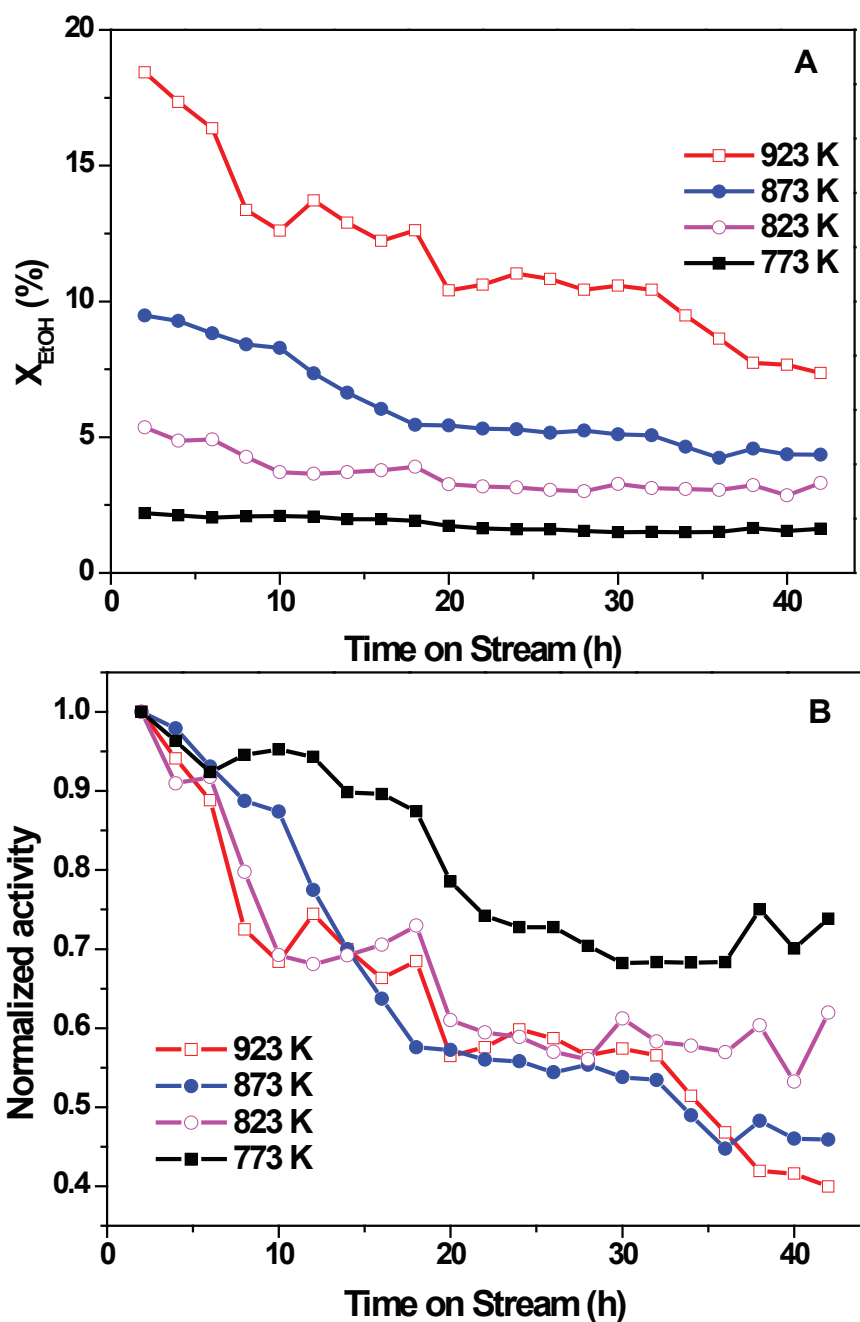 20
15
10
5
0
X_EtOH (%)
A
923 K
873 K
823 K
773 K
0 10 20 30 40
Time on Stream (h)
1.0
0.9
0.8
0.7
0.6
0.5
0.4
Normalized activity
B
923 K
873 K
823 K
773 K
0 10 20 30 40
Time on Stream (h)